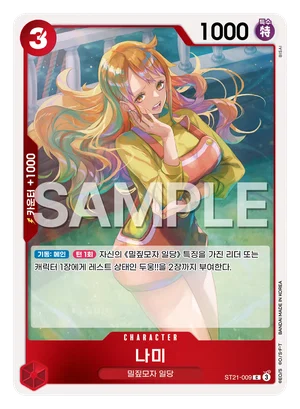 3
1000
특수
特
BISAI
카운터 +1000
SAMPLE
기동: 메인 턴 1회 자신의 《밀짚모자 일당》 특징을 가진 리더 또는
캐릭터 1장에게 레스트 상태인 두웅!!을 2장까지 부여한다.
CHARACTER
나미
밀짚모자 일당
ST21-009 C 3
BANDAI MADE IN KOREA